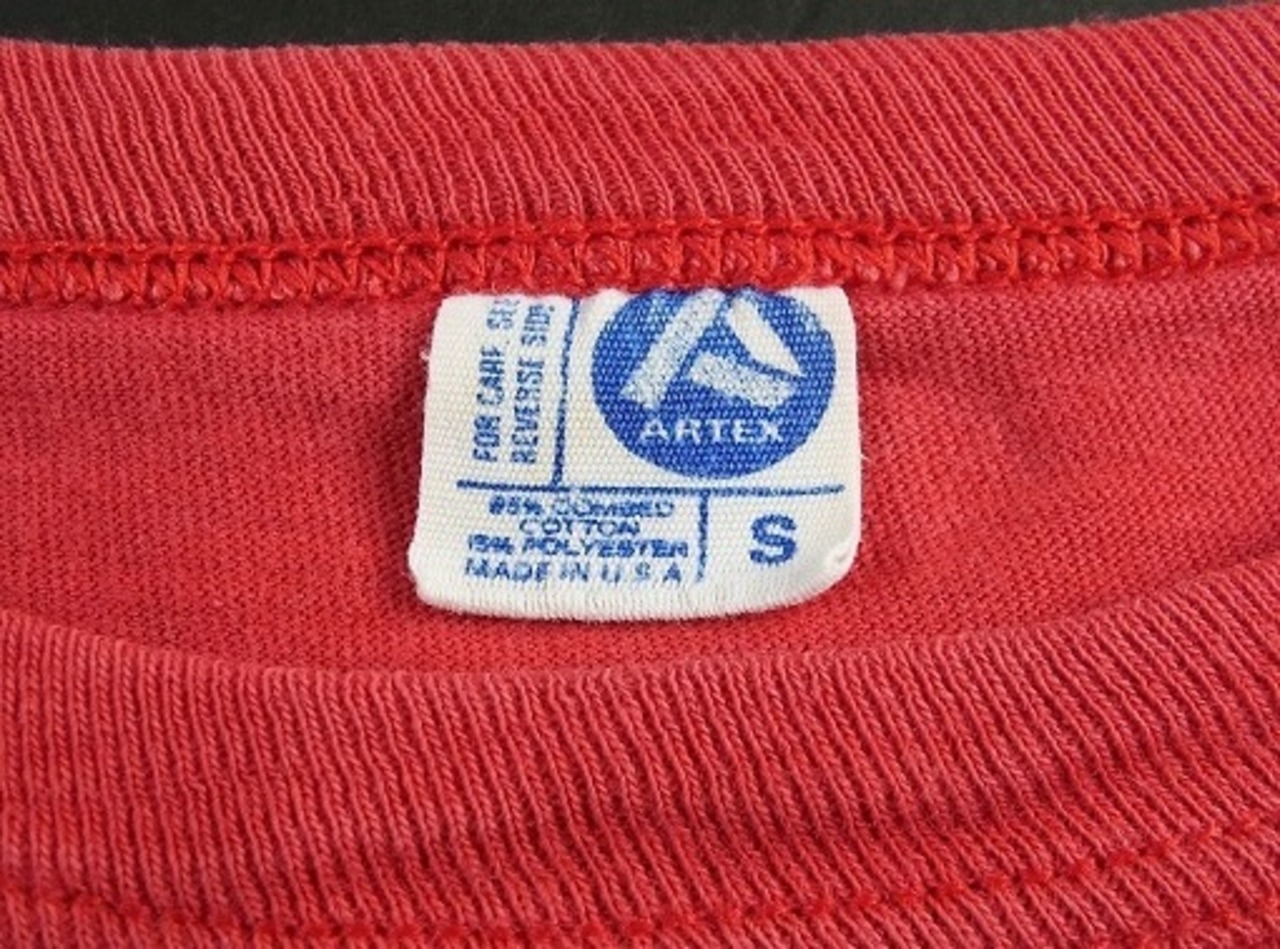 FOR CARE, SEE
REVERSE SIDE
ARTEX
85% COMBED
COTTON
15% POLYESTER
MADE IN U.S.A
S